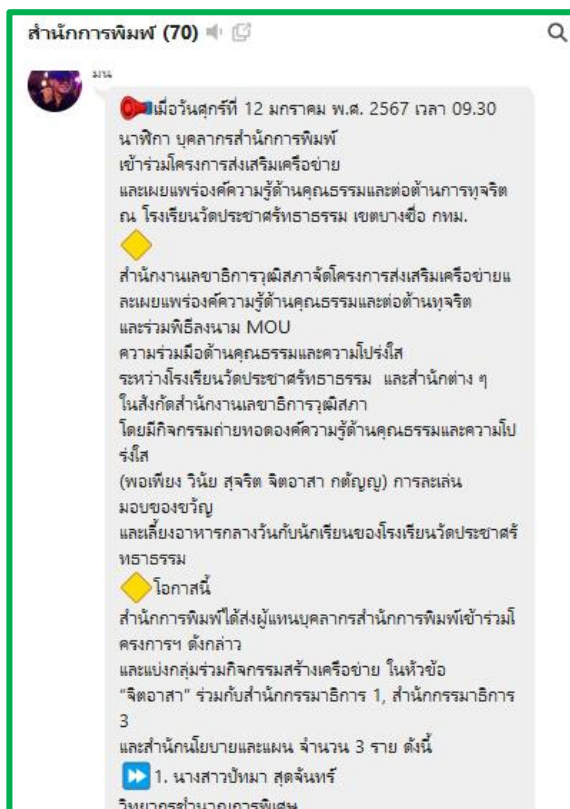 สำนักการพิมพ์ (70)
มน
เมื่อวันศุกร์ที่ 12 มกราคม พ.ศ. 2567 เวลา 09.30
นาฬิกา บุคลากรสำนักการพิมพ์
เข้าร่วมโครงการส่งเสริมเครือข่าย
และเผยแพร่องค์ความรู้ด้านคุณธรรมและต่อต้านการทุจริต
ณ โรงเรียนวัดประชาศรัทธาธรรม เขตบางซื่อ กทม.
สำนักงานเลขาธิการวุฒิสภาจัดโครงการส่งเสริมเครือข่ายแ
ละเผยแพร่องค์ความรู้ด้านคุณธรรมและต่อต้านทุจริต
และร่วมพิธีลงนาม MOU
ความร่วมมือด้านคุณธรรมและความโปร่งใส
ระหว่างโรงเรียนวัดประชาศรัทธาธรรม และสำนักต่าง ๆ
ในสังกัดสำนักงานเลขาธิการวุฒิสภา
โดยมีกิจกรรมถ่ายทอดองค์ความรู้ด้านคุณธรรมและความโป
ร่งใส
(พอเพียง วินัย สุจริต จิตอาสา กตัญญู) การละเล่น
มอบของขวัญ
และเลี้ยงอาหารกลางวันกับนักเรียนของโรงเรียนวัดประชาศรั
ทธาธรรม
โอกาสนี้
สำนักการพิมพ์ได้ส่งผู้แทนบุคลากรสำนักการพิมพ์เข้าร่วมโ
ครงการฯ ดังกล่าว
และแบ่งกลุ่มร่วมกิจกรรมสร้างเครือข่าย ในหัวข้อ
“จิตอาสา” ร่วมกับสำนักกรรมาธิการ 1, สำนักกรรมาธิการ
3
และสำนักนโยบายและแผน จำนวน 3 ราย ดังนี้
1. นางสาวปัทมา สุดจันทร์
วิทยากรชำนาญการพิเศษ